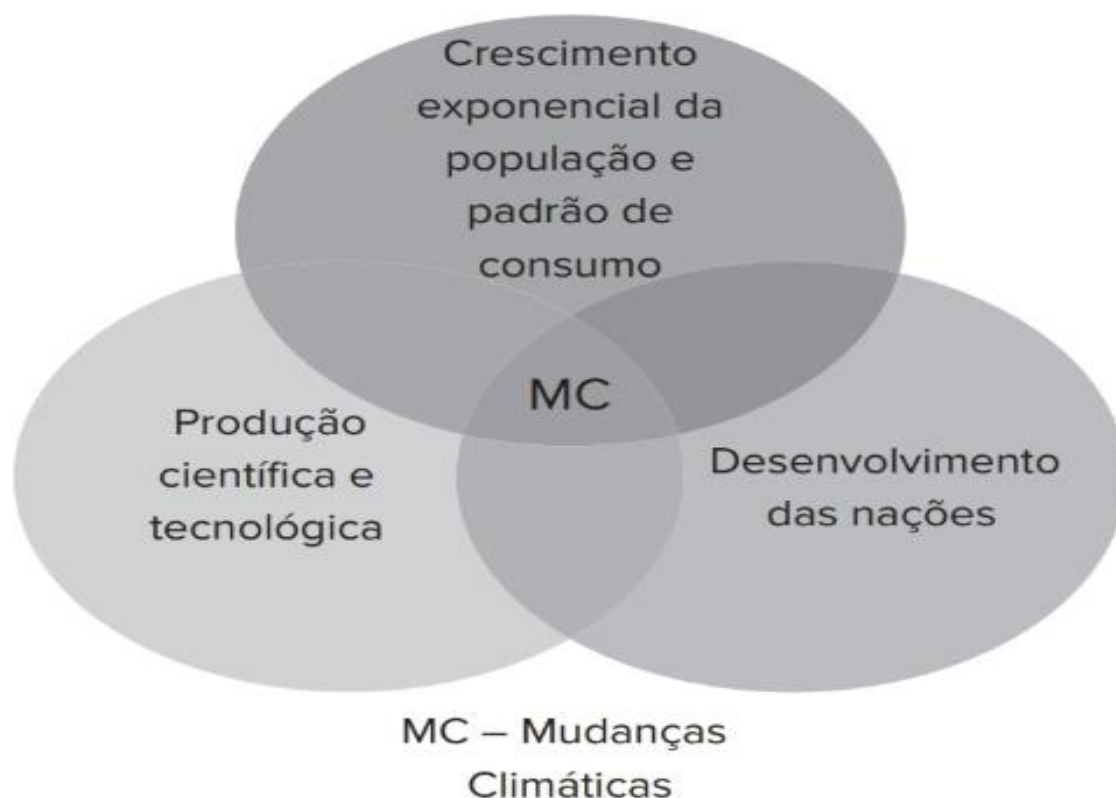 Crescimento
exponencial da
população e
padrão de
consumo
MC
Produção
científica e
tecnológica
Desenvolvimento
das nações
MC – Mudanças
Climáticas